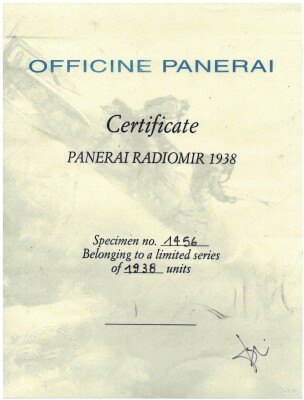 OFFICINE PANERAI
Certificate
PANERAI RADIOMIR 1938
Specimen no. 1456
Belonging to a limited series
of 1938 units